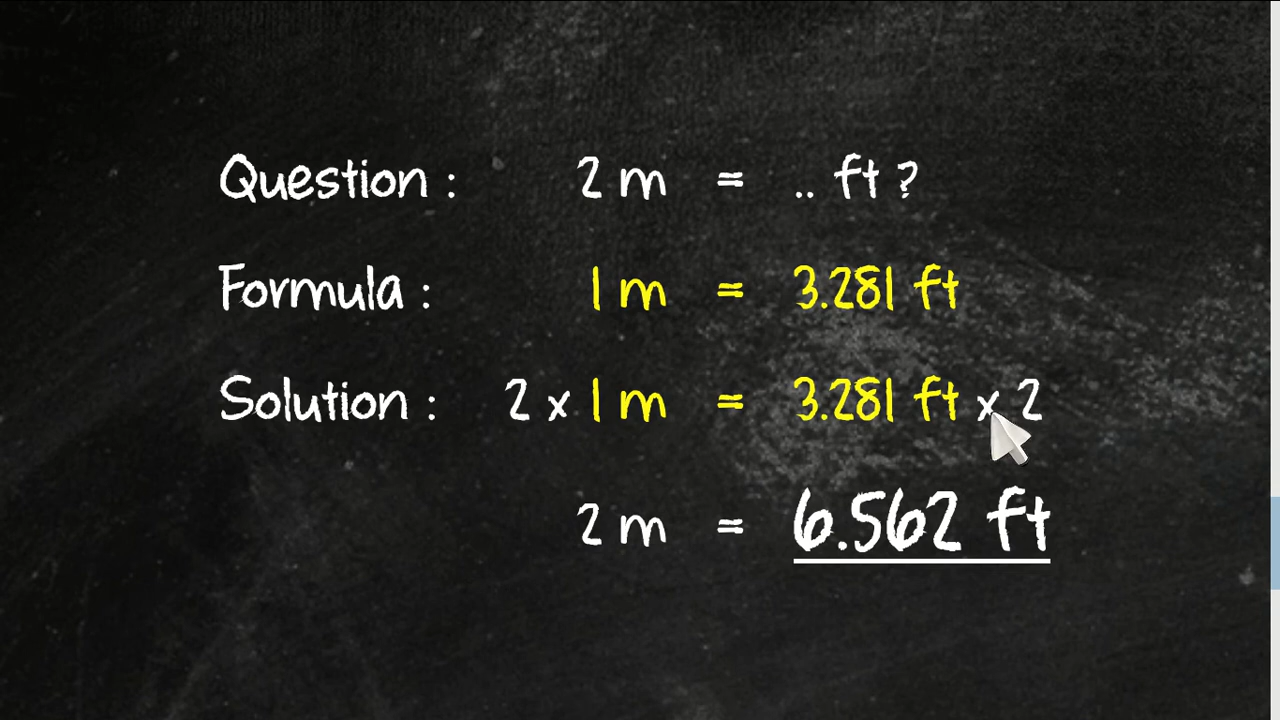 Question : 2 m = .. ft ?
Formula : 1 m = 3.281 ft
Solution : 2 x 1 m = 3.281 ft x 2
2 m = 6.562 ft